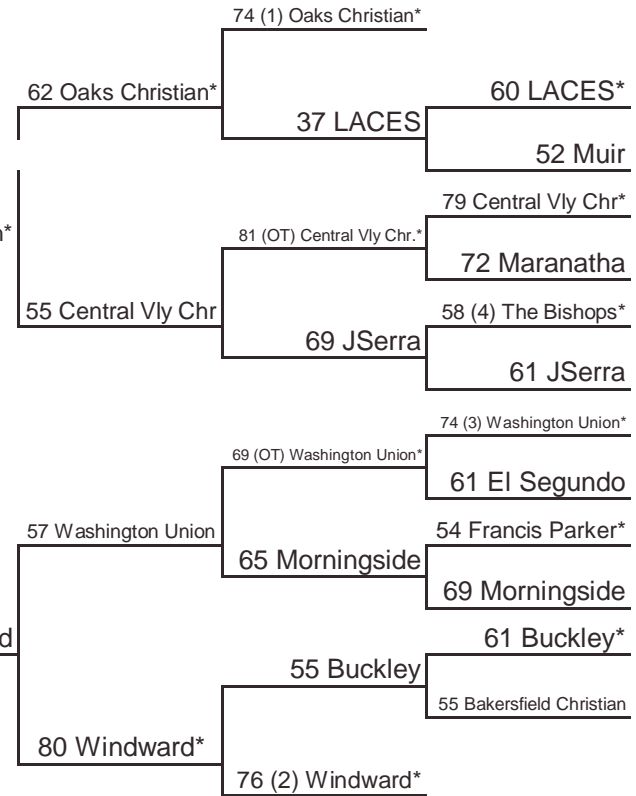 74 (1) Oaks Christian*
62 Oaks Christian*
60 LACES*
37 LACES
52 Muir
79 Central Vly Chr*
81 (OT) Central Vly Chr.*
72 Maranatha
55 Central Vly Chr
58 (4) The Bishops*
69 JSerra
61 JSerra
74 (3) Washington Union*
69 (OT) Washington Union*
61 El Segundo
57 Washington Union
54 Francis Parker*
65 Morningside
69 Morningside
61 Buckley*
55 Buckley
55 Bakersfield Christian
80 Windward*
76 (2) Windward*